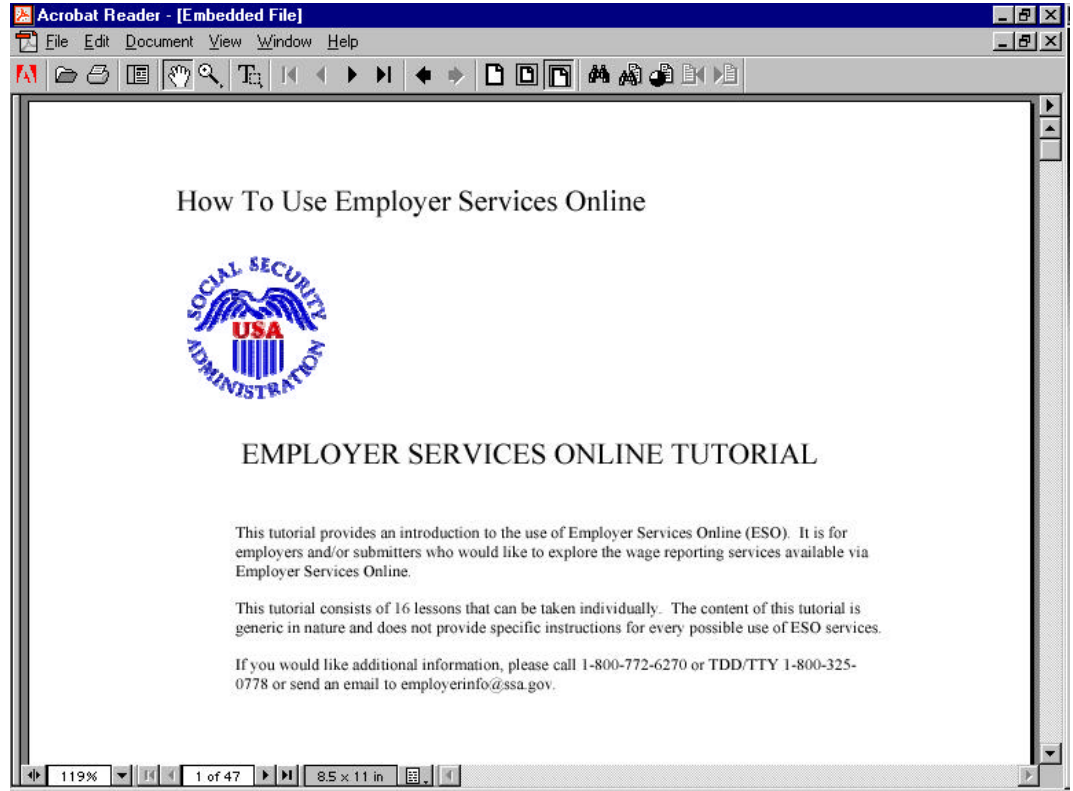 Acrobat Reader - [Embedded File]
File Edit Document View Window Help
How To Use Employer Services Online
SOCIAL SECURITY
USA
ADMINISTRATION
EMPLOYER SERVICES ONLINE TUTORIAL
This tutorial provides an introduction to the use of Employer Services Online (ESO).  It is for
employers and/or submitters who would like to explore the wage reporting services available via
Employer Services Online.
This tutorial consists of 16 lessons that can be taken individually.  The content of this tutorial is
generic in nature and does not provide specific instructions for every possible use of ESO services.
If you would like additional information, please call 1-800-772-6270 or TDD/TTY 1-800-325-
0778 or send an email to employerinfo@ssa.gov.
119% 1 of 47 8.5 x 11 in